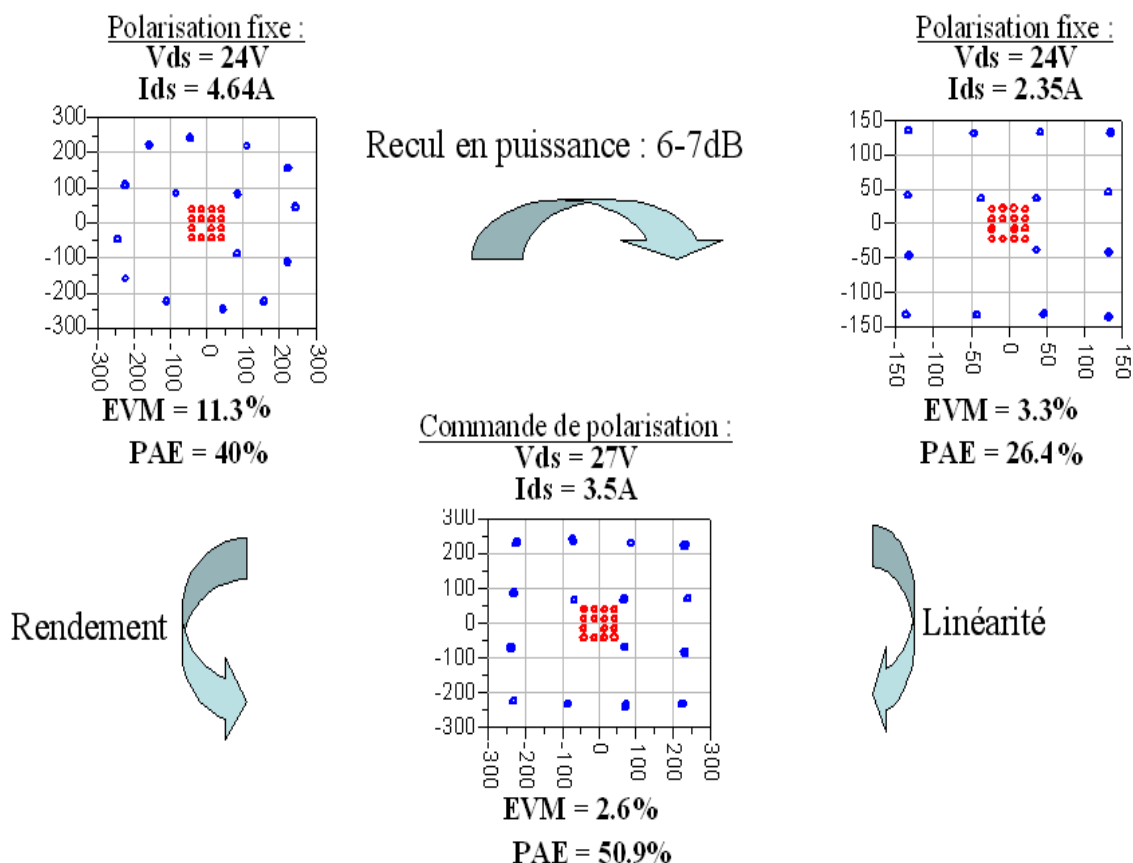 Polarisation fixe :
Vds = 24V
Ids = 4.64A
300
200
100
0
-100
-200
-300
-300
-200
-100
0
100
200
300
EVM = 11.3%
PAE = 40%
Recul en puissance : 6-7dB
Polarisation fixe :
Vds = 24V
Ids = 2.35A
150
100
50
0
-50
-100
-150
-150
-100
-50
0
50
100
150
EVM = 3.3%
PAE = 26.4%
Commande de polarisation :
Vds = 27V
Ids = 3.5A
300
200
100
0
-100
-200
-300
-300
-200
-100
0
100
200
300
EVM = 2.6%
PAE = 50.9%
Rendement
Linéarité